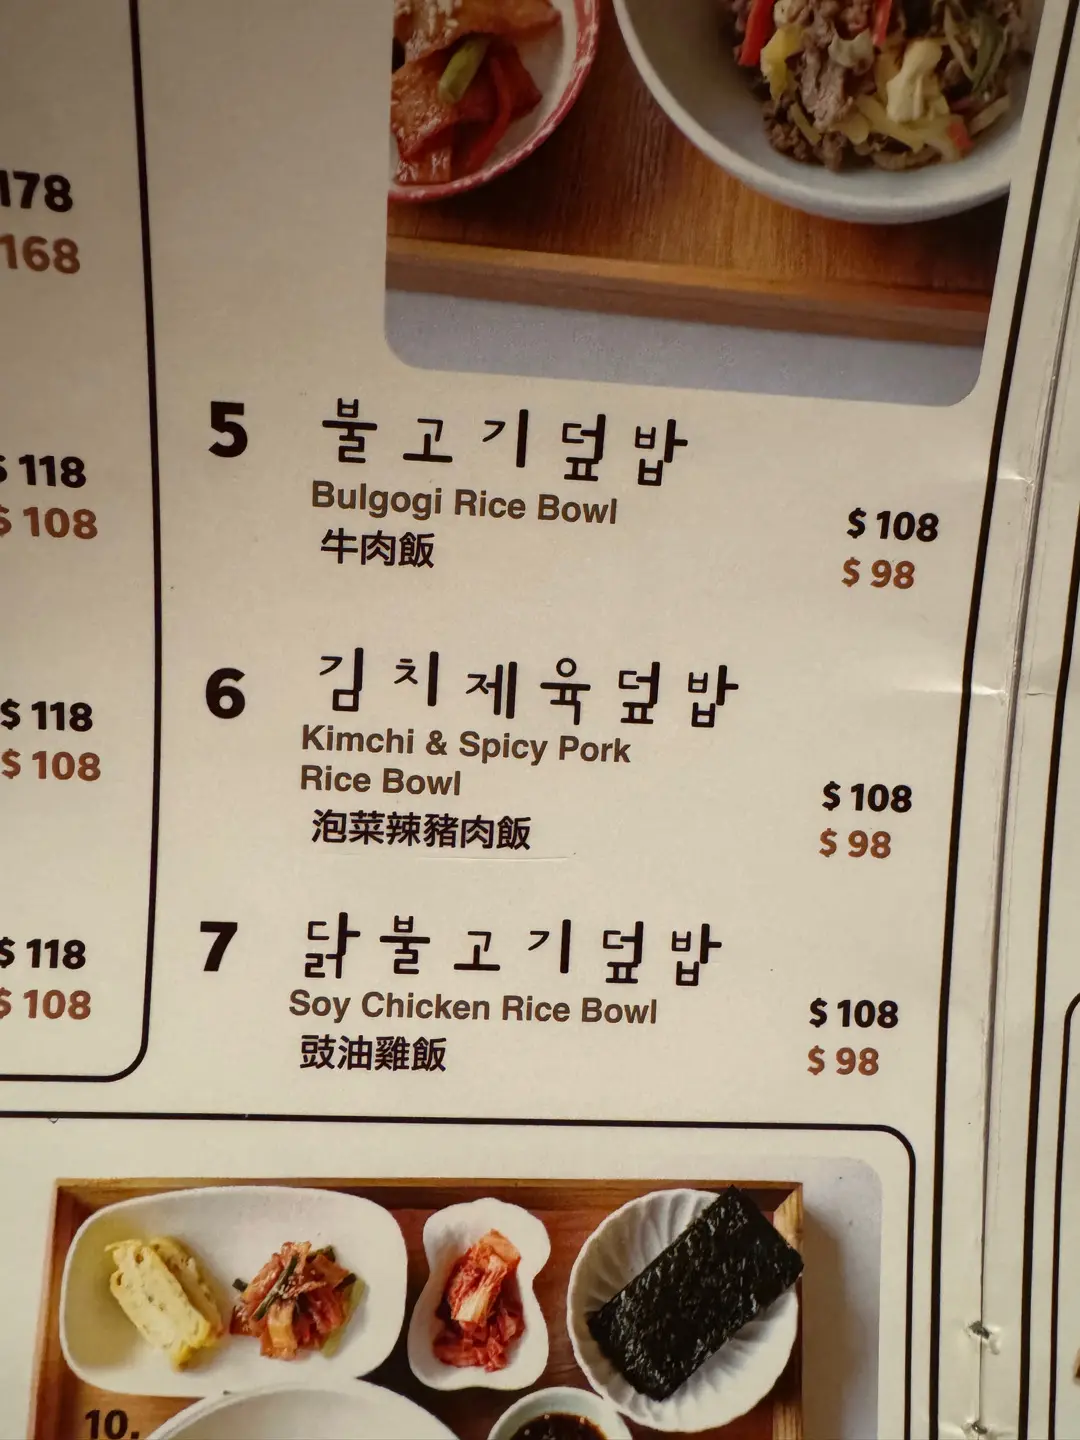 178
168
$ 118
$ 108
$ 118
$ 108
$ 118
$ 108
5 불고기덮밥
Bulgogi Rice Bowl
牛肉飯
$ 108
$ 98
6 김치제육덮밥
Kimchi & Spicy Pork
Rice Bowl
泡菜辣豬肉飯
$ 108
$ 98
7 닭불고기덮밥
Soy Chicken Rice Bowl
豉油雞飯
$ 108
$ 98
10.